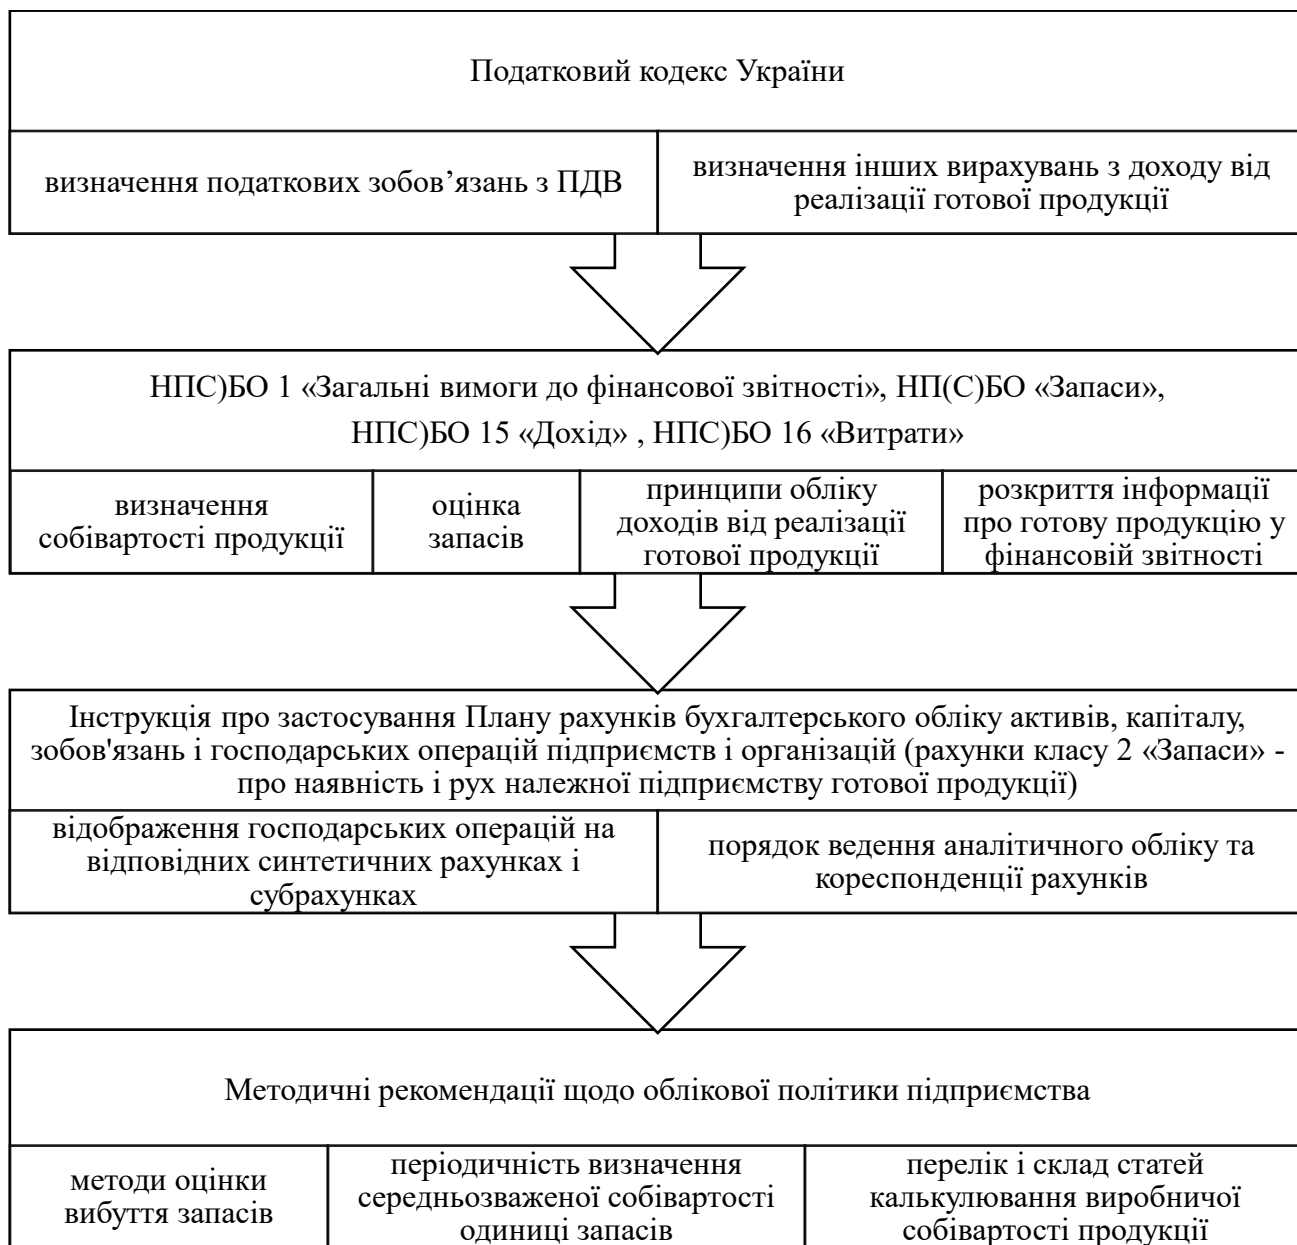 Податковий кодекс України
визначення податкових зобов’язань з ПДВ
визначення інших вирахувань з доходу від
реалізації готової продукції
НПС)БО 1 «Загальні вимоги до фінансової звітності», НП(С)БО «Запаси»,
НПС)БО 15 «Дохід» , НПС)БО 16 «Витрати»
визначення
собівартості продукції
оцінка
запасів
принципи обліку
доходів від реалізації
готової продукції
розкриття інформації
про готову продукцію у
фінансовій звітності
Інструкція про застосування Плану рахунків бухгалтерського обліку активів, капіталу,
зобов'язань і господарських операцій підприємств і організацій (рахунки класу 2 «Запаси» -
про наявність і рух належної підприємству готової продукції)
відображення господарських операцій на
відповідних синтетичних рахунках і
субрахунках
порядок ведення аналітичного обліку та
кореспонденції рахунків
Методичні рекомендації щодо облікової політики підприємства
методи оцінки
вибуття запасів
періодичність визначення
середньозваженої собівартості
одиниці запасів
перелік і склад статей
калькулювання виробничої
собівартості продукції